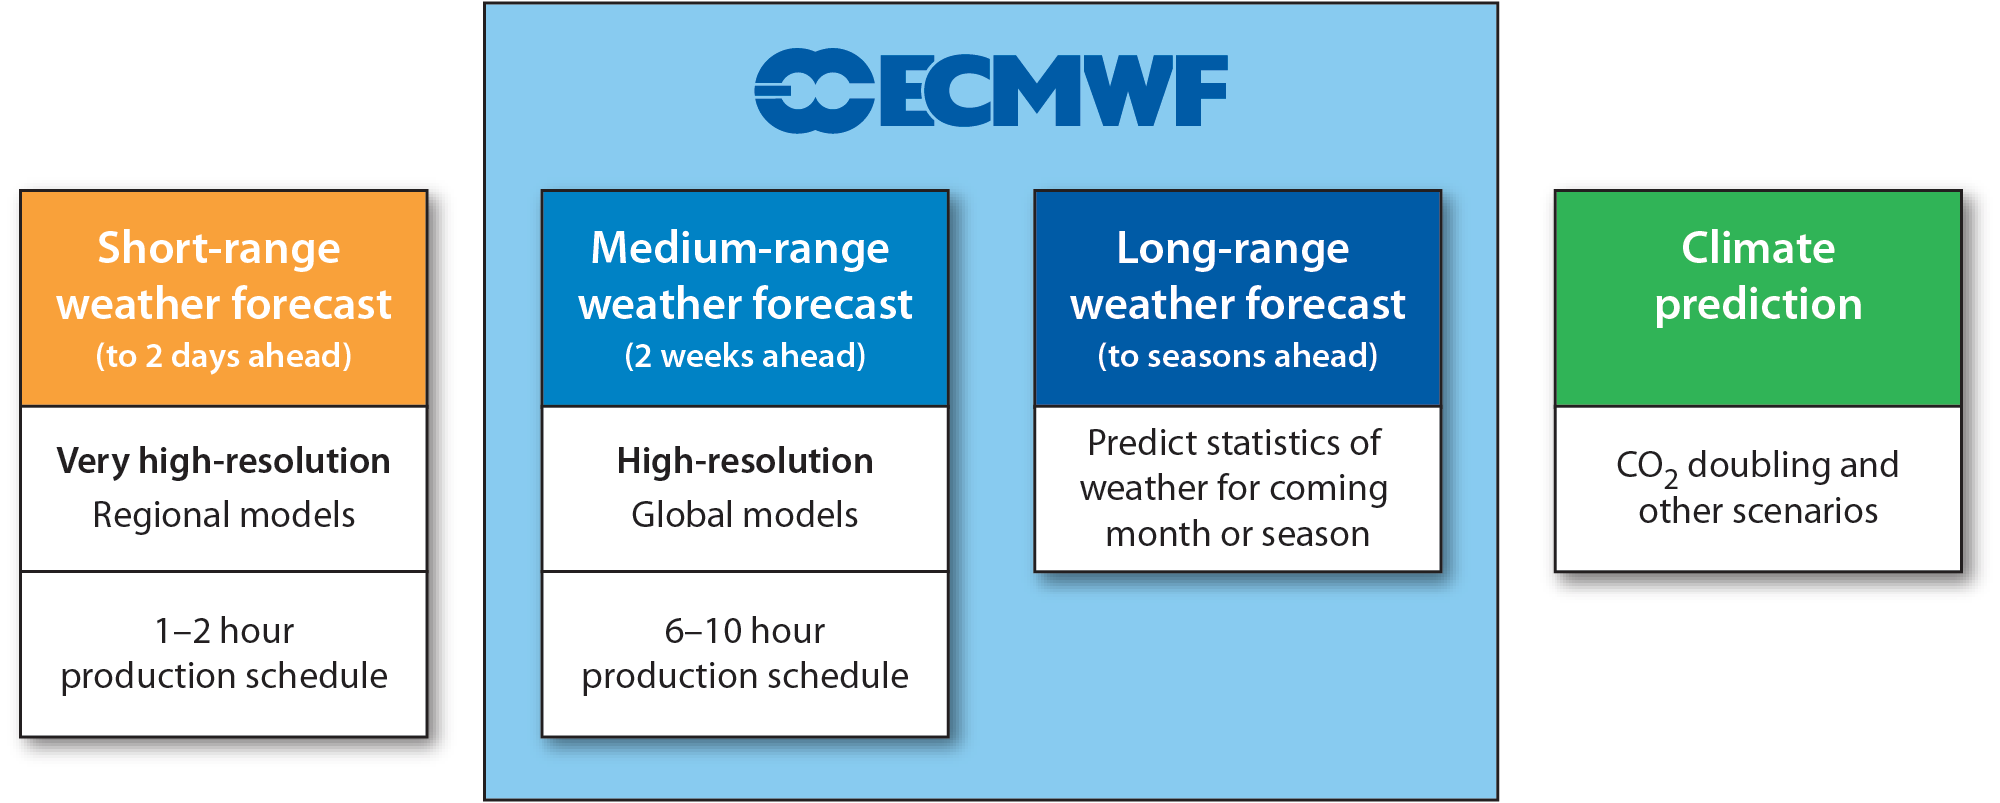 ECMWF
Short-range
weather forecast
(to 2 days ahead)
Very high-resolution
Regional models
1–2 hour
production schedule
Medium-range
weather forecast
(2 weeks ahead)
High-resolution
Global models
6–10 hour
production schedule
Long-range
weather forecast
(to seasons ahead)
Predict statistics of
weather for coming
month or season
Climate
prediction
CO₂ doubling and
other scenarios